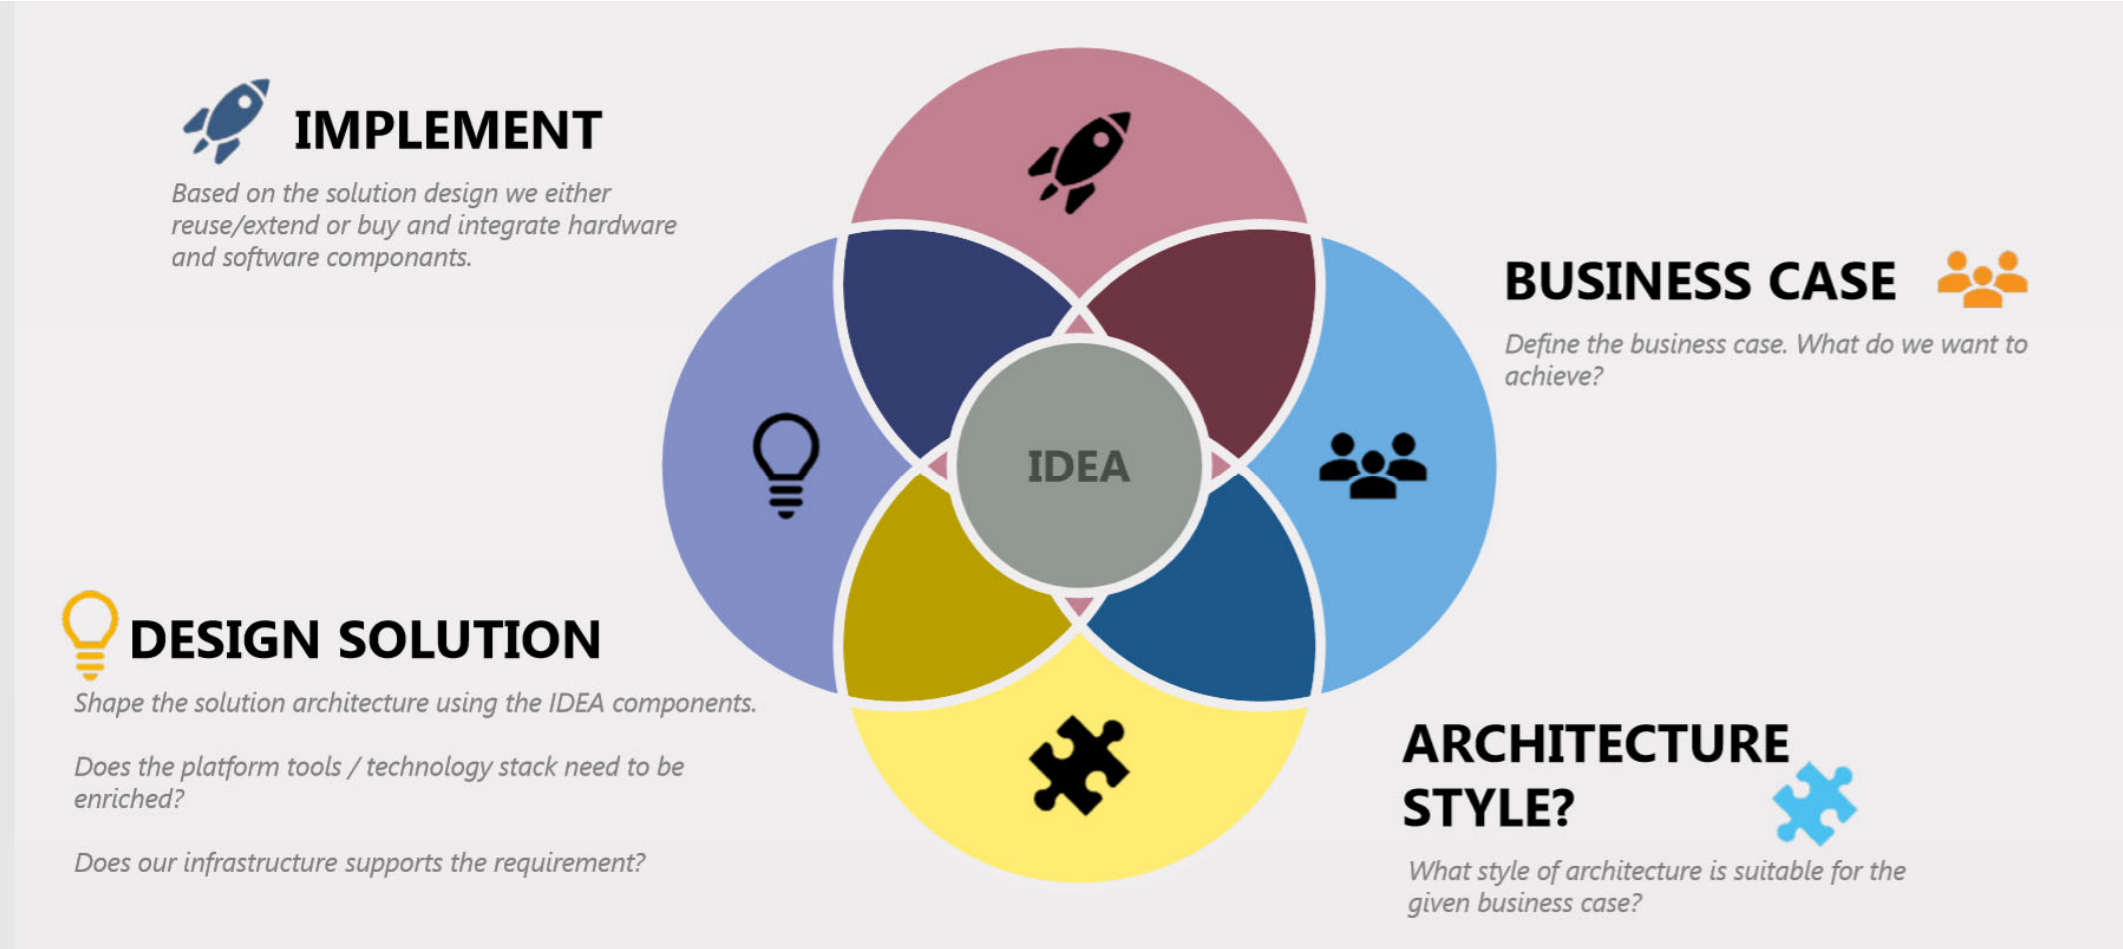 IMPLEMENT
Based on the solution design we either
reuse/extend or buy and integrate hardware
and software componants.
BUSINESS CASE
Define the business case. What do we want to
achieve?
IDEA
DESIGN SOLUTION
Shape the solution architecture using the IDEA components.
Does the platform tools / technology stack need to be
enriched?
Does our infrastructure supports the requirement?
ARCHITECTURE
STYLE?
What style of architecture is suitable for the
given business case?